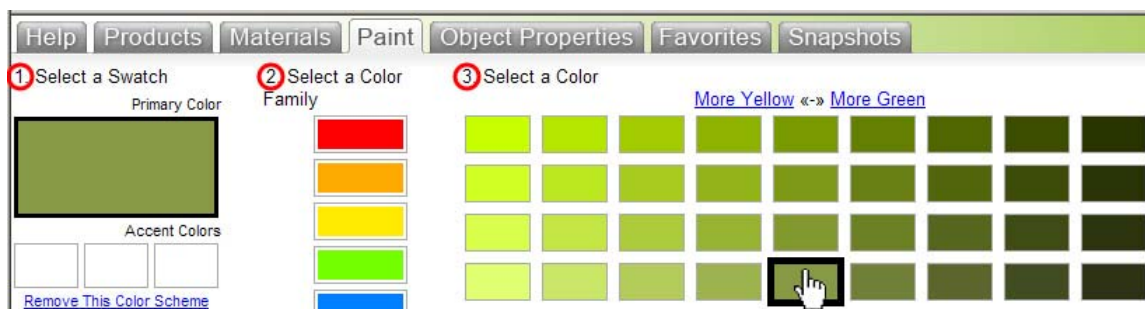 Help Products Materials Paint Object Properties Favorites Snapshots
1 Select a Swatch
Primary Color
Accent Colors
Remove This Color Scheme
2 Select a Color
Family
3 Select a Color
More Yellow «-» More Green